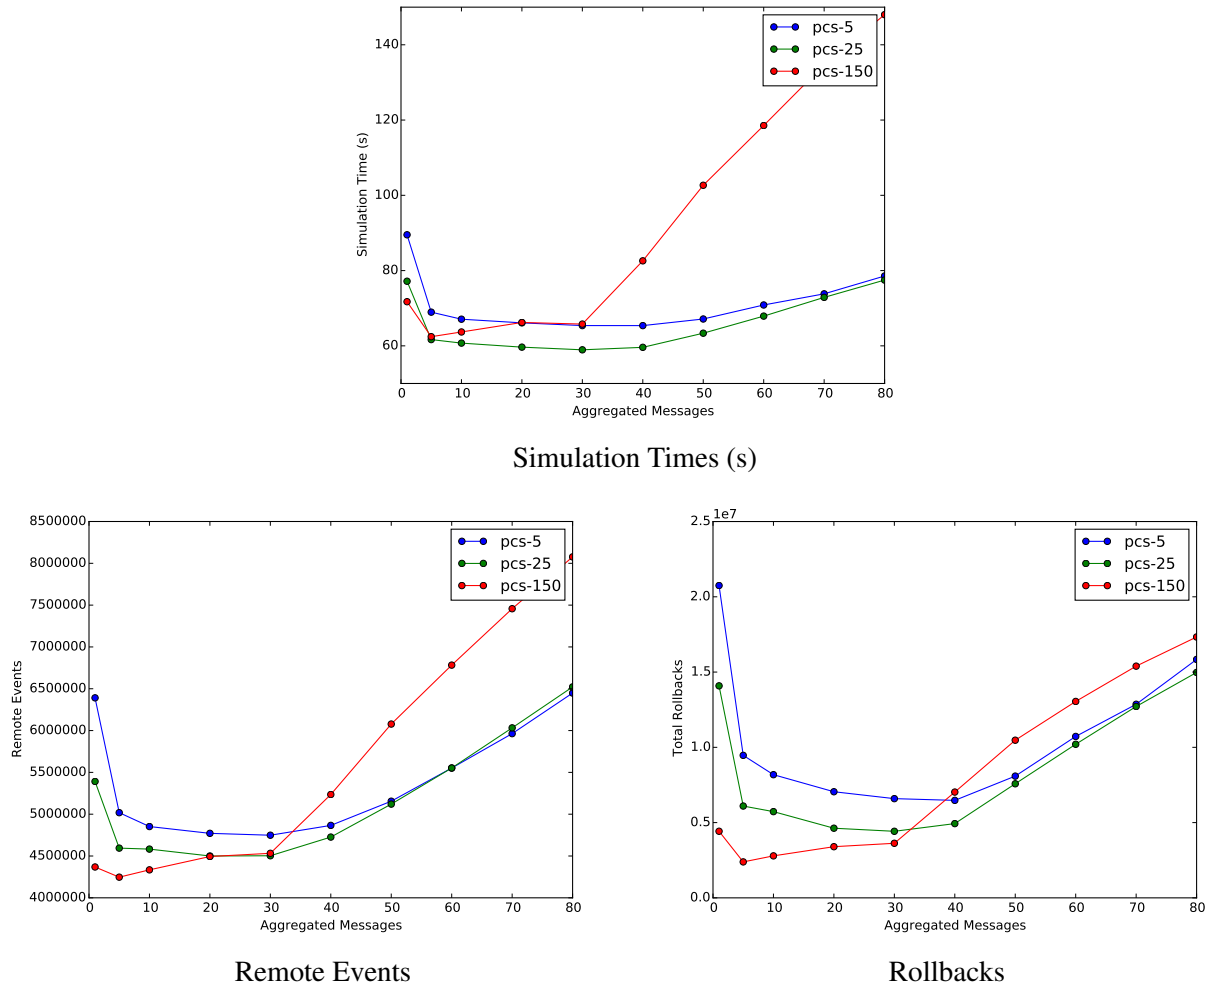 140
120
100
80
60
Simulation Time (s)
pcs-5
pcs-25
pcs-150
0 10 20 30 40 50 60 70 80
Aggregated Messages
Simulation Times (s)
8500000
8000000
7500000
7000000
6500000
6000000
5500000
5000000
4500000
4000000
Remote Events
pcs-5
pcs-25
pcs-150
0 10 20 30 40 50 60 70 80
Aggregated Messages
Remote Events
1e7
2.5
2.0
1.5
1.0
0.5
0.0
Total Rollbacks
pcs-5
pcs-25
pcs-150
0 10 20 30 40 50 60 70 80
Aggregated Messages
Rollbacks